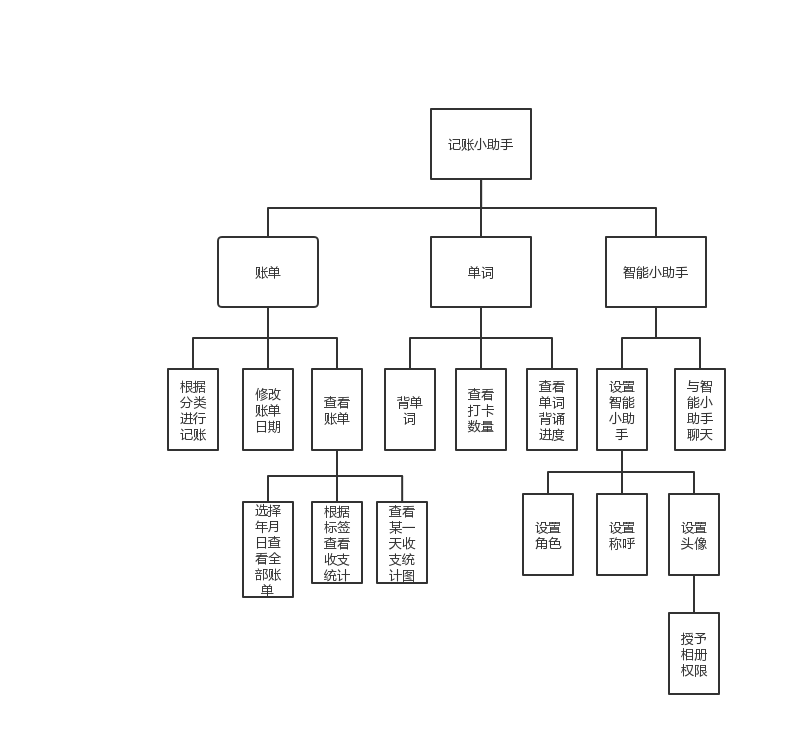 记账小助手
账单
单词
智能小助手
根据
分类
进行
记账
修改
账单
日期
查看
账单
背单
词
查看
打卡
数量
查看
单词
背诵
进度
设置
智能
小助
手
与智
能小
助手
聊天
选择
年月
日查
看全
部账
单
根据
标签
查看
收支
统计
查看
某一
天收
支统
计图
设置
角色
设置
称呼
设置
头像
授予
相册
权限